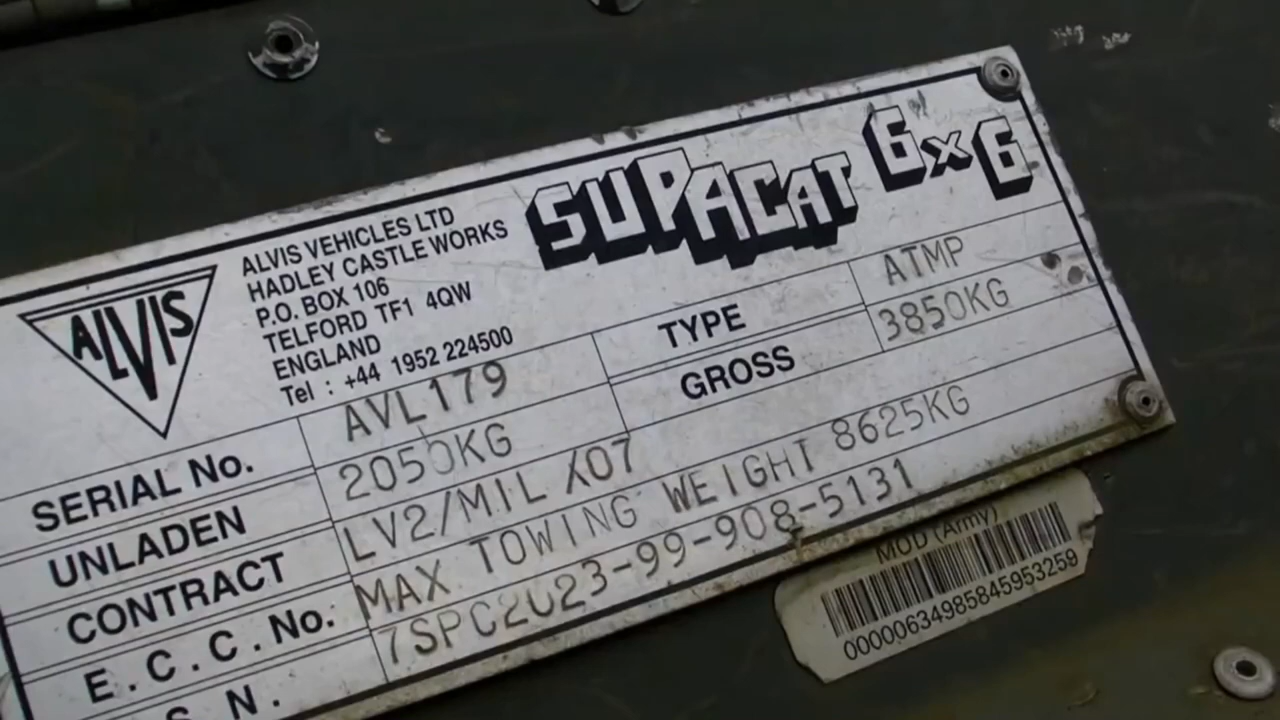 SUPACAT 6x6
ALVIS
ALVIS VEHICLES LTD
HADLEY CASTLE WORKS
P.O. BOX 106
TELFORD TF1 4QW
ENGLAND
Tel : +44 1952 224500
SERIAL No. AVL179 TYPE ATMP
UNLADEN 2050KG GROSS 3850KG
CONTRACT LV2/MIL /07
E.C.C.No. MAX TOWING WEIGHT 8625KG
S N. 7SPC2023-99-908-5131
MOD (Army)
00000634985845953259